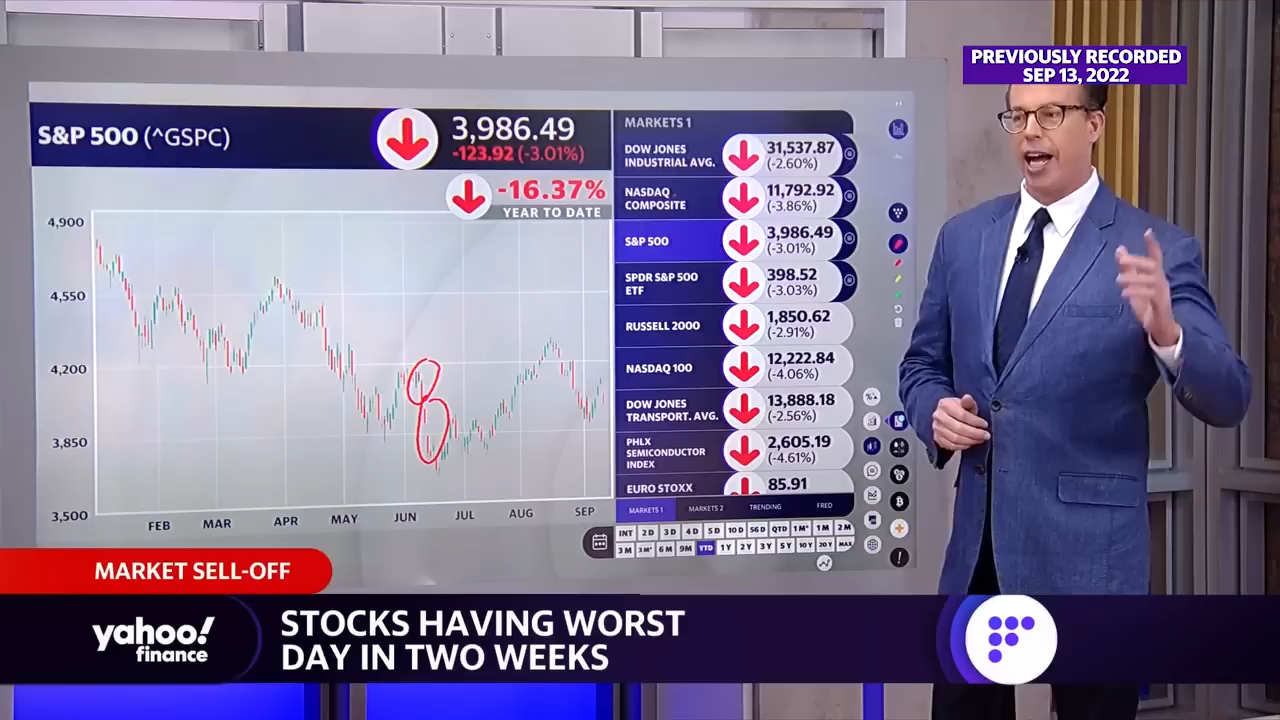 PREVIOUSLY RECORDED
SEP 13, 2022
S&P 500 (^GSPC)
3,986.49
-123.92 (-3.01%)
-16.37%
YEAR TO DATE
4,900
4,550
4,200
3,850
3,500
FEB MAR APR MAY JUN JUL AUG SEP
MARKETS 1
DOW JONES
INDUSTRIAL AVG.
31,537.87
(-2.60%)
NASDAQ
COMPOSITE
11,792.92
(-3.86%)
S&P 500
3,986.49
(-3.01%)
SPDR S&P 500
ETF
398.52
(-3.03%)
RUSSELL 2000
1,850.62
(-2.91%)
NASDAQ 100
12,222.84
(-4.06%)
DOW JONES
TRANSPORT. AVG.
13,888.18
(-2.56%)
PHLX
SEMICONDUCTOR
INDEX
2,605.19
(-4.61%)
EURO STOXX
85.91
MARKETS 1 MARKETS 2 TRENDING FRED
INT 2D 3D 4D 5D 10D 56D QTD 1M* 1M 2M
3M 3M* 6M 9M YTD 1Y 2Y 3Y 5Y 10Y 20Y MAX
MARKET SELL-OFF
yahoo!
finance
STOCKS HAVING WORST
DAY IN TWO WEEKS